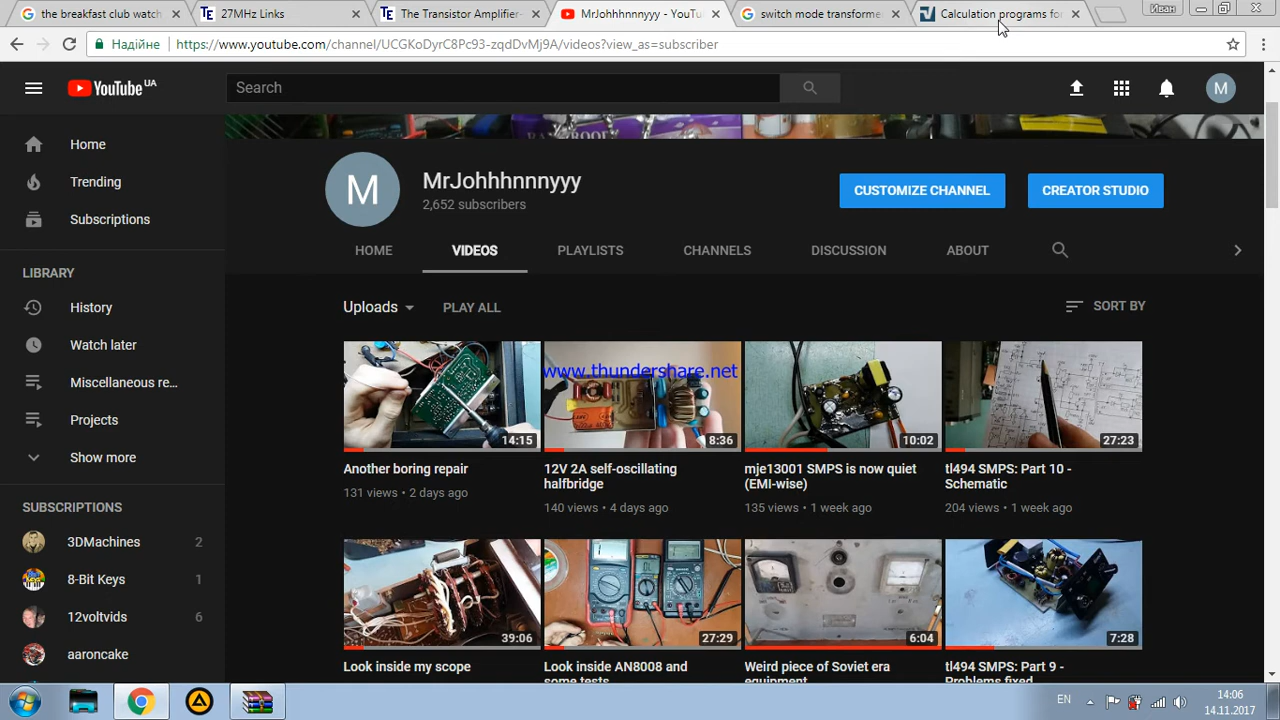 the breakfast club watch
27MHz Links
The Transistor Amplifier-
MrJohhhnnnyyy - YouTu
switch mode transforme
Calculation programs fo
Иван
Надійне
https://www.youtube.com/channel/UCGKoDyrC8Pc93-zqdDvMj9A/videos?view_as=subscriber
YouTube UA
Search
M
Home
Trending
Subscriptions
LIBRARY
History
Watch later
Miscellaneous re...
Projects
Show more
SUBSCRIPTIONS
3DMachines 2
8-Bit Keys 1
12voltvids 6
aaroncake
M
MrJohhhnnnyyy
2,652 subscribers
CUSTOMIZE CHANNEL
CREATOR STUDIO
HOME VIDEOS PLAYLISTS CHANNELS DISCUSSION ABOUT
Uploads PLAY ALL SORT BY
14:15
www.thundershare.net
8:36
10:02
27:23
Another boring repair
131 views • 2 days ago
12V 2A self-oscillating
halfbridge
140 views • 4 days ago
mje13001 SMPS is now quiet
(EMI-wise)
135 views • 1 week ago
tl494 SMPS: Part 10 -
Schematic
204 views • 1 week ago
39:06
27:29
6:04
7:28
Look inside my scope
Look inside AN8008 and
some tests
Weird piece of Soviet era
equipment
tl494 SMPS: Part 9 -
Problems fixed
EN
14:06
14.11.2017